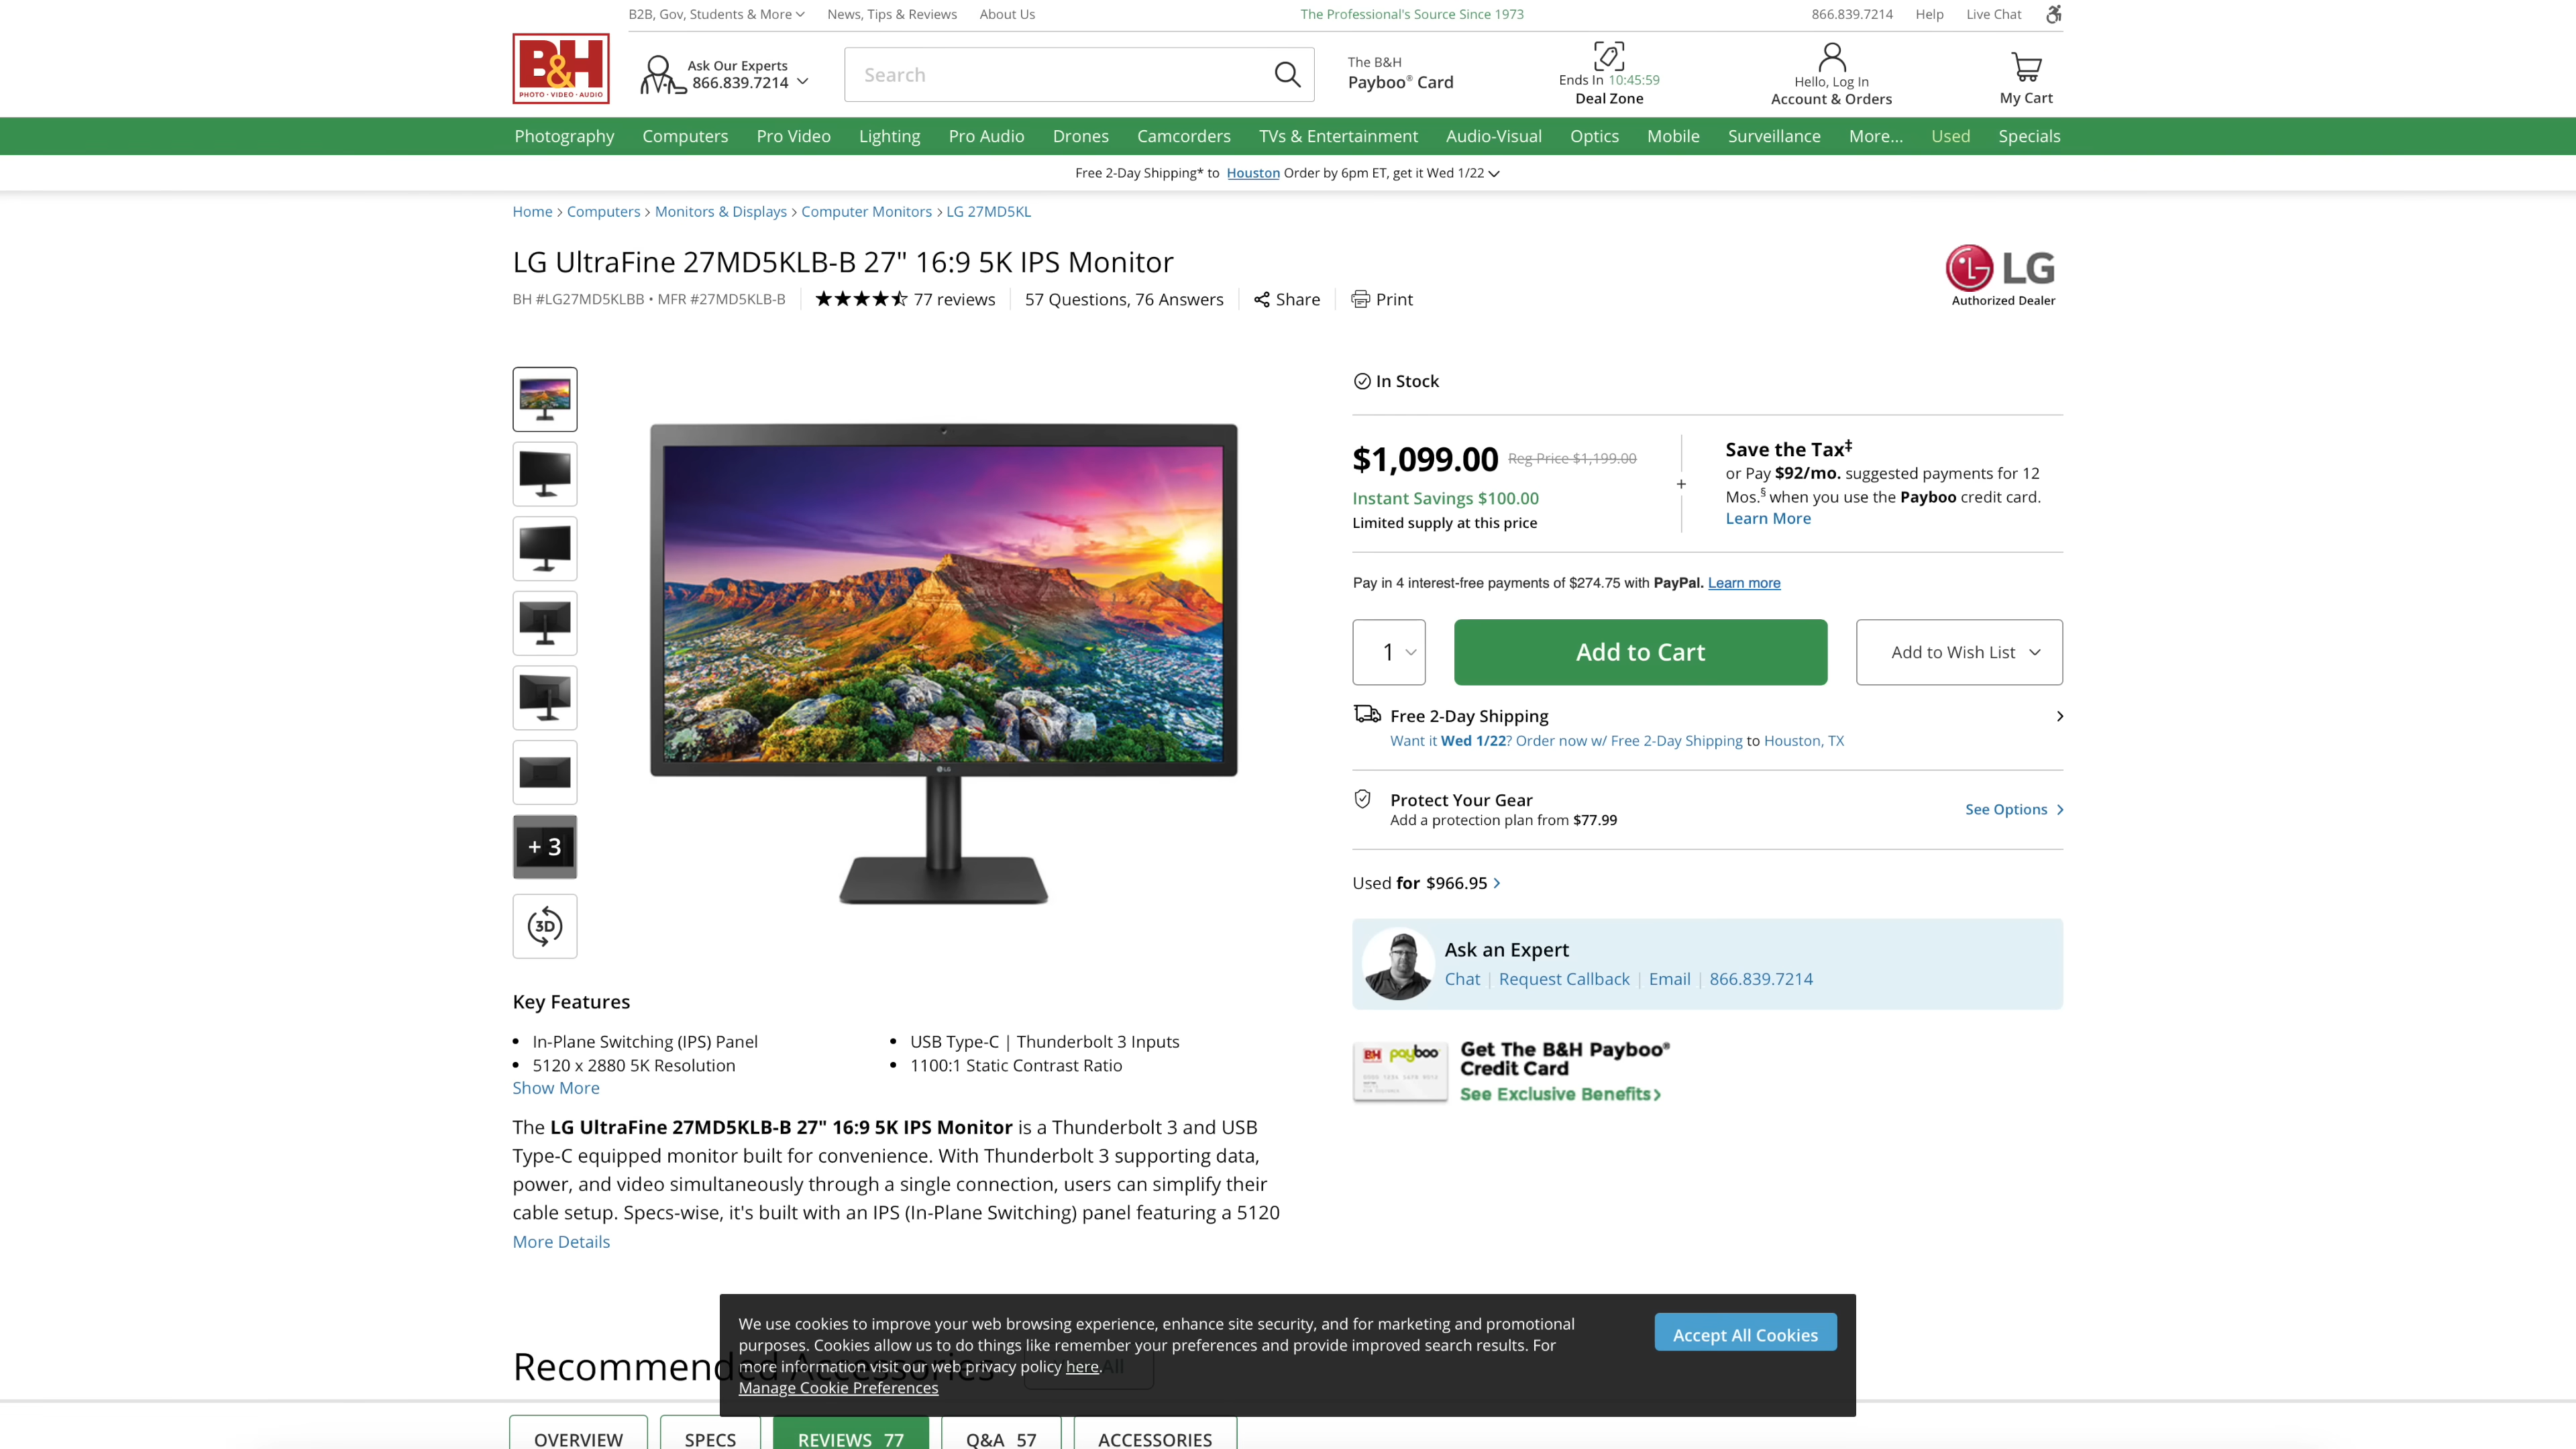 B2B, Gov, Students & More
News, Tips & Reviews
About Us
The Professional's Source Since 1973
866.839.7214
Help
Live Chat
B&H
PHOTO · VIDEO · AUDIO
Ask Our Experts
866.839.7214
Search
The B&H
Payboo® Card
Ends In 10:45:59
Deal Zone
Hello, Log In
Account & Orders
My Cart
Photography
Computers
Pro Video
Lighting
Pro Audio
Drones
Camcorders
TVs & Entertainment
Audio-Visual
Optics
Mobile
Surveillance
More...
Used
Specials
Free 2-Day Shipping* to Houston Order by 6pm ET, get it Wed 1/22
Home > Computers > Monitors & Displays > Computer Monitors > LG 27MD5KL
LG UltraFine 27MD5KLB-B 27" 16:9 5K IPS Monitor
BH #LG27MD5KLBB • MFR #27MD5KLB-B
77 reviews
57 Questions, 76 Answers
Share
Print
LG
Authorized Dealer
+ 3
3D
LG
Key Features
• In-Plane Switching (IPS) Panel
• 5120 x 2880 5K Resolution
• USB Type-C | Thunderbolt 3 Inputs
• 1100:1 Static Contrast Ratio
Show More
The LG UltraFine 27MD5KLB-B 27" 16:9 5K IPS Monitor is a Thunderbolt 3 and USB
Type-C equipped monitor built for convenience. With Thunderbolt 3 supporting data,
power, and video simultaneously through a single connection, users can simplify their
cable setup. Specs-wise, it's built with an IPS (In-Plane Switching) panel featuring a 5120
More Details
In Stock
$1,099.00 Reg Price $1,199.00
Instant Savings $100.00
Limited supply at this price
+
Save the Tax‡
or Pay $92/mo. suggested payments for 12
Mos.§ when you use the Payboo credit card.
Learn More
Pay in 4 interest-free payments of $274.75 with PayPal. Learn more
1
Add to Cart
Add to Wish List
Free 2-Day Shipping
Want it Wed 1/22? Order now w/ Free 2-Day Shipping to Houston, TX
Protect Your Gear
Add a protection plan from $77.99
See Options
Used for $966.95
Ask an Expert
Chat | Request Callback | Email | 866.839.7214
BH payboo
Get The B&H Payboo®
Credit Card
See Exclusive Benefits
Recommended Accessories
All
We use cookies to improve your web browsing experience, enhance site security, and for marketing and promotional
purposes. Cookies allow us to do things like remember your preferences and provide improved search results. For
more information visit our web privacy policy here.
Manage Cookie Preferences
Accept All Cookies
OVERVIEW
SPECS
REVIEWS 77
Q&A 57
ACCESSORIES